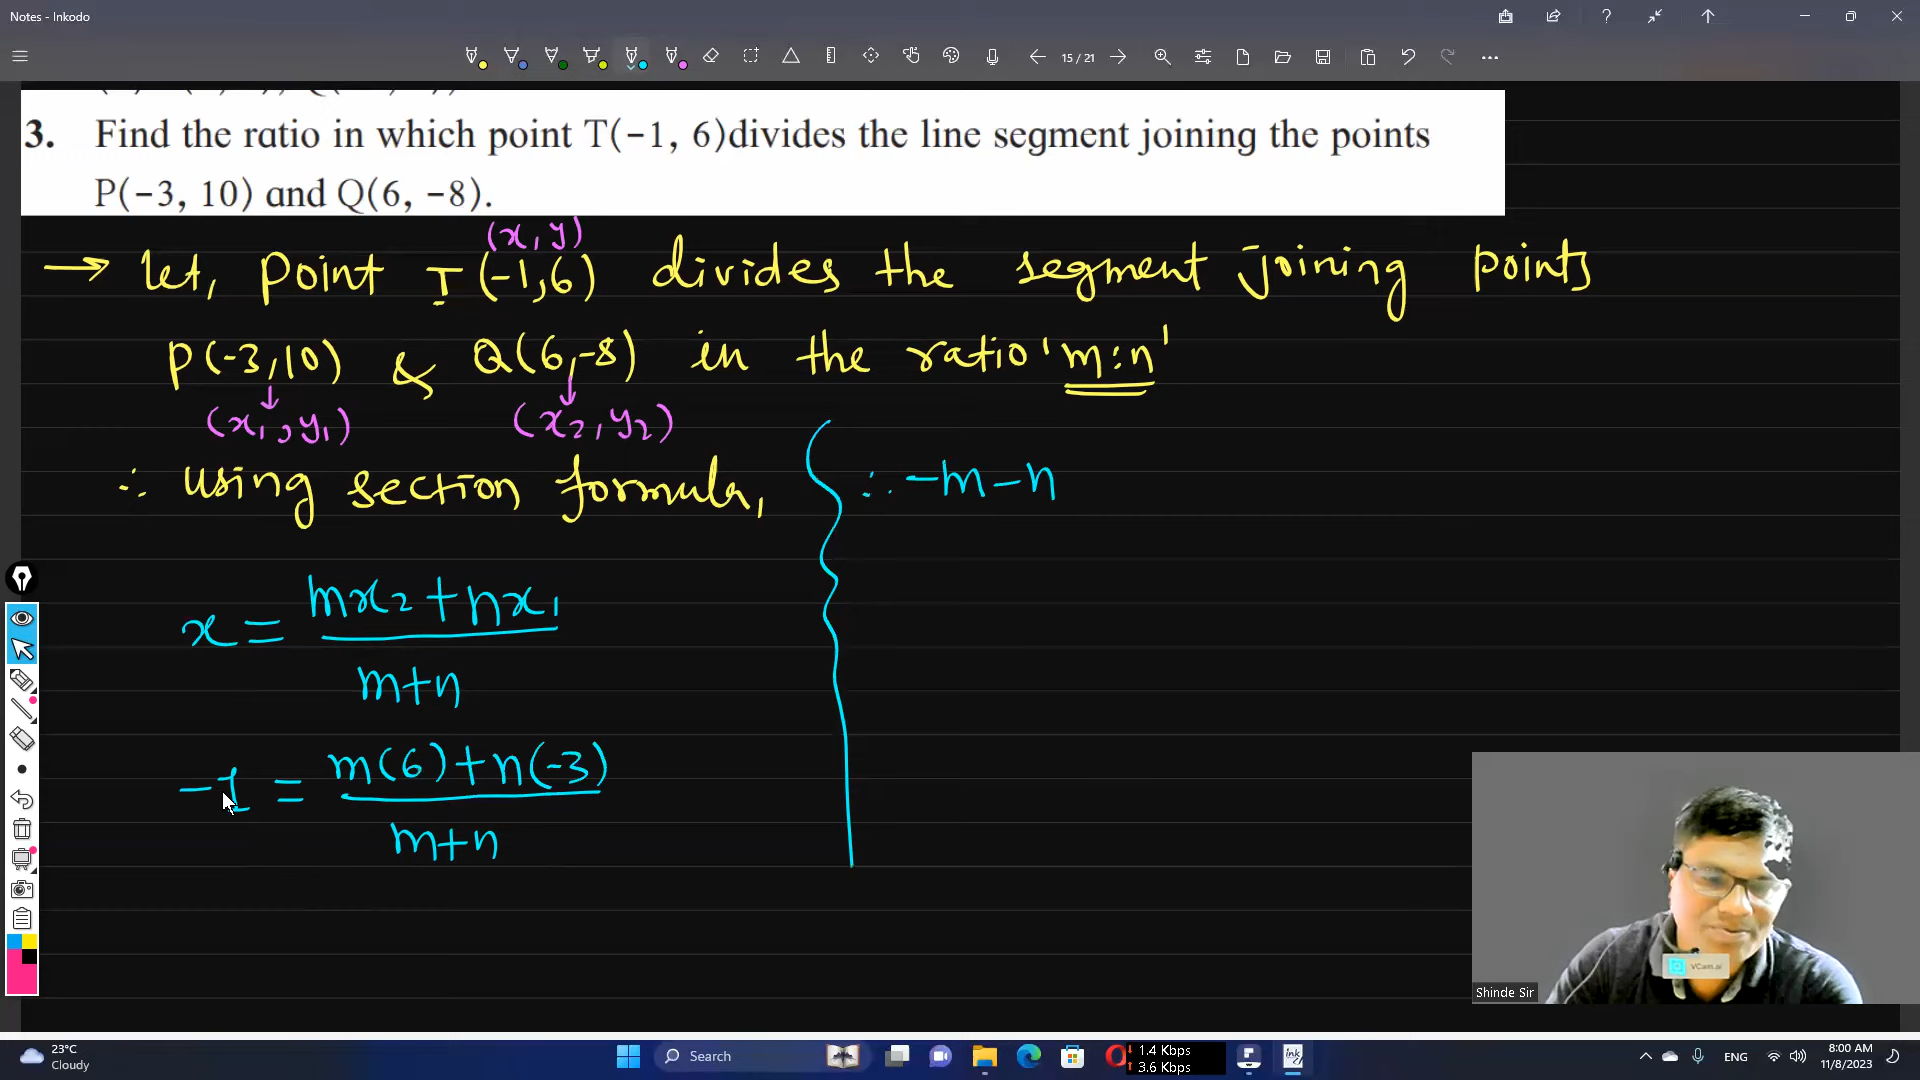 Notes - Inkodo
15 / 21
3. Find the ratio in which point T(−1, 6)divides the line segment joining the points
P(−3, 10) and Q(6, −8).
(x, y)
→ let, point T (-1,6) divides the segment joining points
P(-3,10) & Q(6,-8) in the ratio 'm:n'
(x₁, y₁) (x₂, y₂)
∴ using section formula,
∴ -m-n
x = mx₂ + nx₁
m+n
-1 = m(6)+n(-3)
m+n
VCam.ai
Shinde Sir
23°C
Cloudy
Search
1.4 Kbps
3.6 Kbps
ENG
8:00 AM
11/8/2023